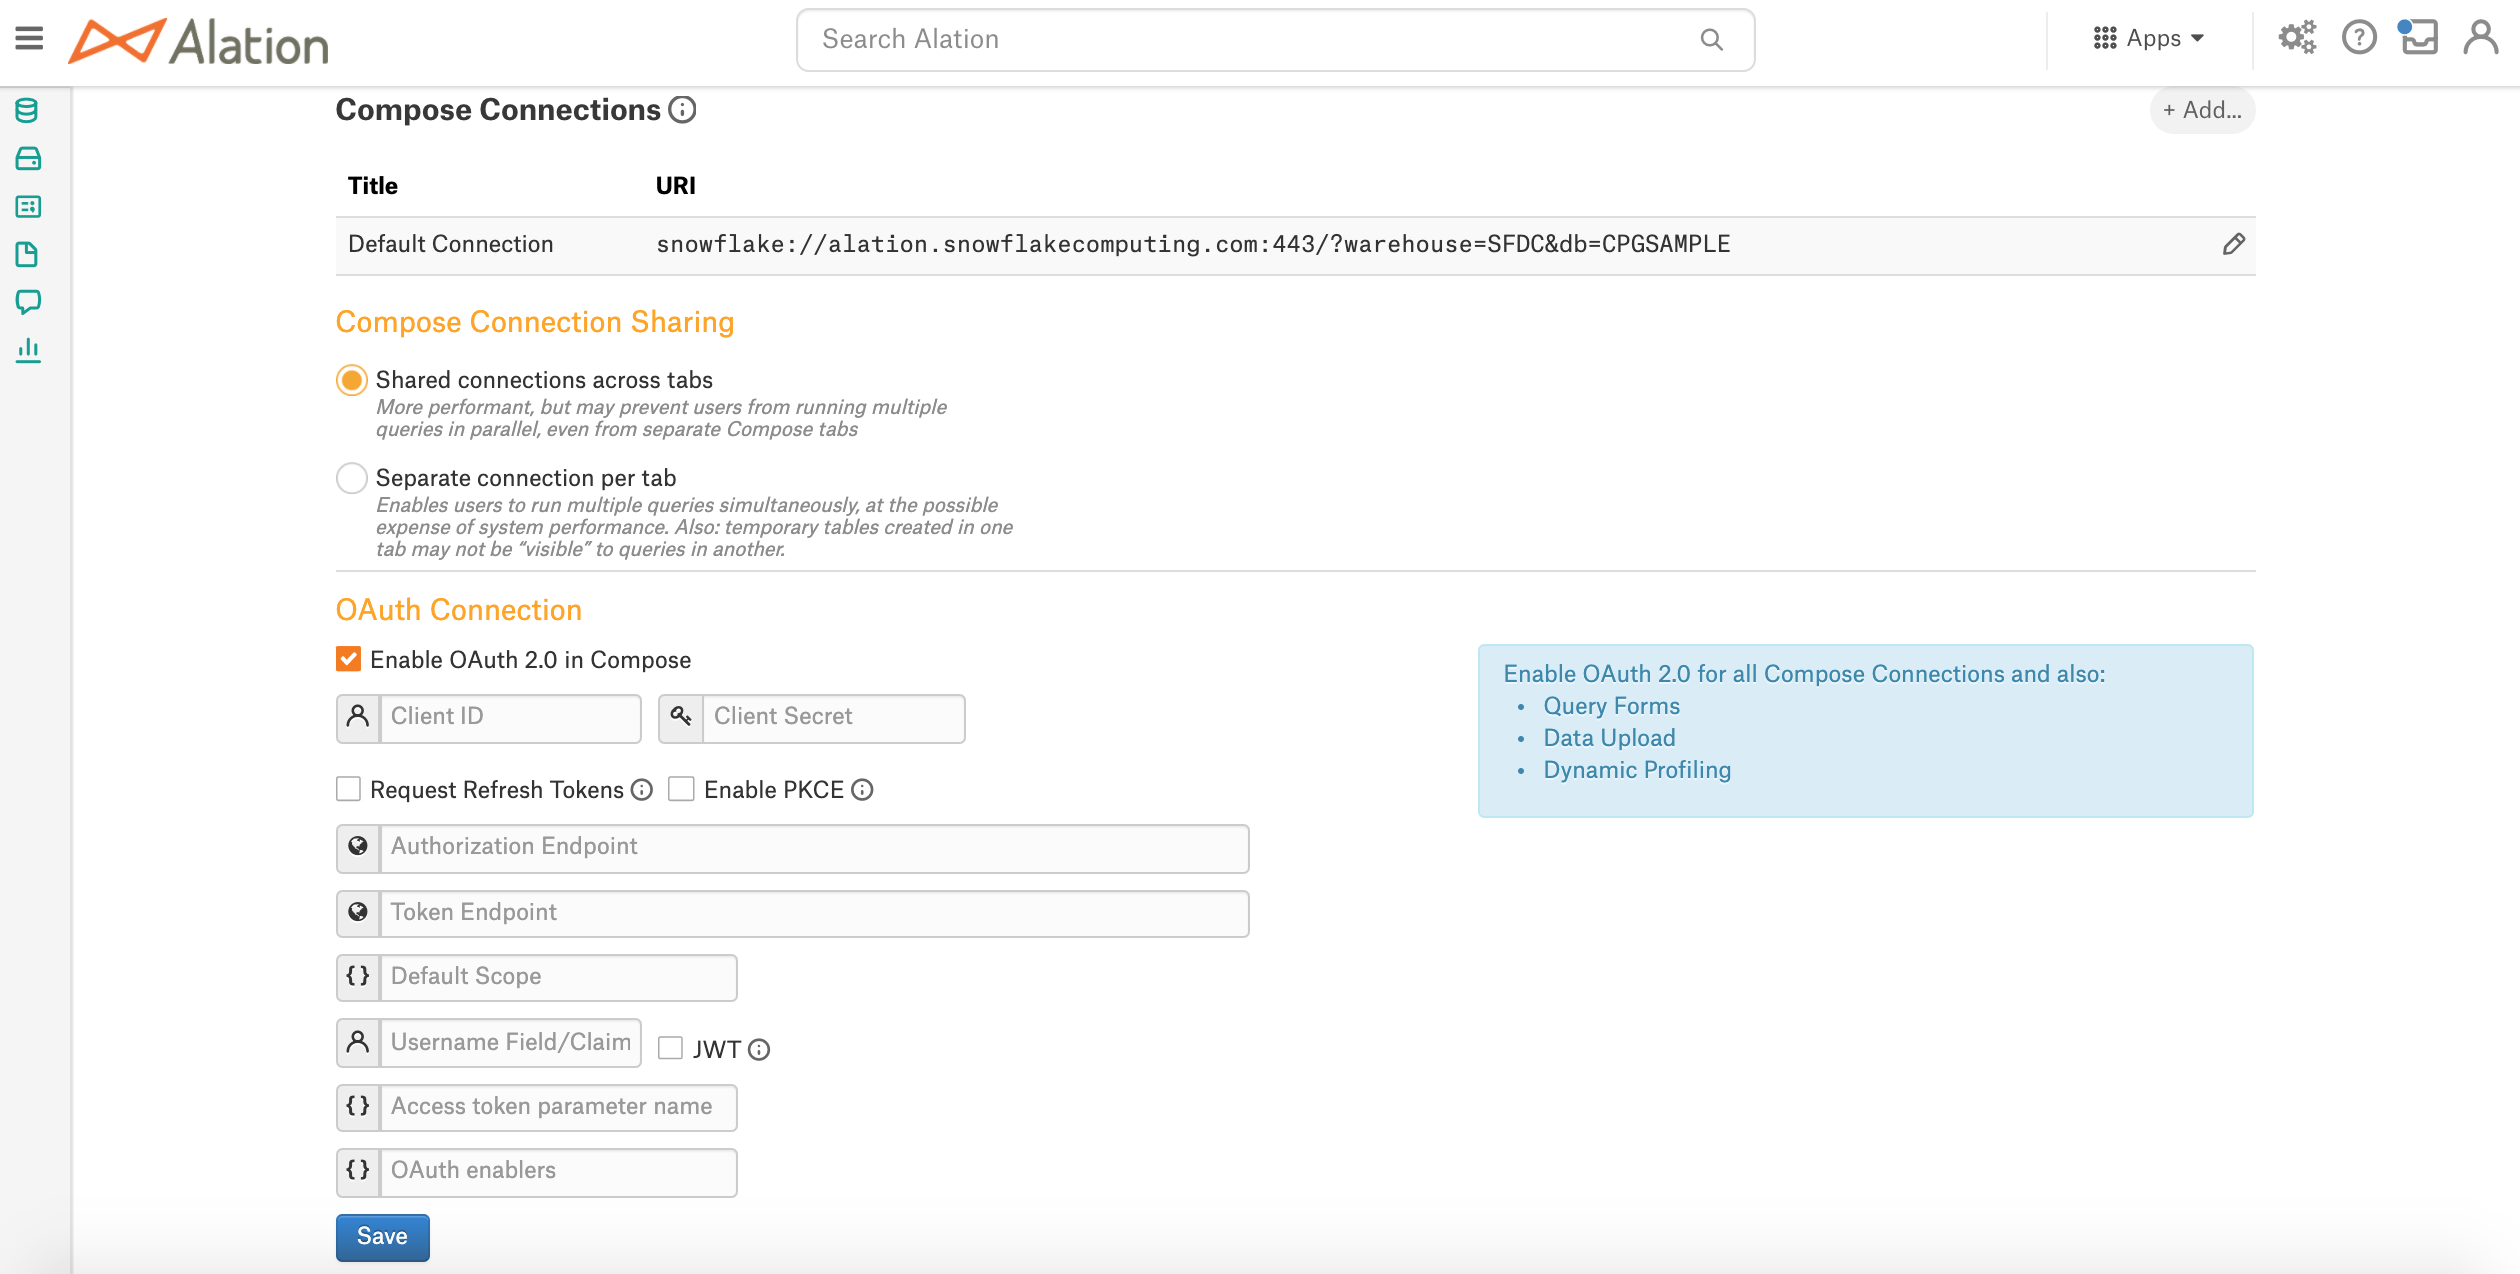 Alation
Search Alation
Apps
Compose Connections
+ Add...
Title URI
Default Connection snowflake://alation.snowflakecomputing.com:443/?warehouse=SFDC&db=CPGSAMPLE
Compose Connection Sharing
Shared connections across tabs
More performant, but may prevent users from running multiple
queries in parallel, even from separate Compose tabs
Separate connection per tab
Enables users to run multiple queries simultaneously, at the possible
expense of system performance. Also: temporary tables created in one
tab may not be “visible” to queries in another.
OAuth Connection
Enable OAuth 2.0 in Compose
Client ID Client Secret
Request Refresh Tokens Enable PKCE
Authorization Endpoint
Token Endpoint
Default Scope
Username Field/Claim JWT
Access token parameter name
OAuth enablers
Save
Enable OAuth 2.0 for all Compose Connections and also:
• Query Forms
• Data Upload
• Dynamic Profiling